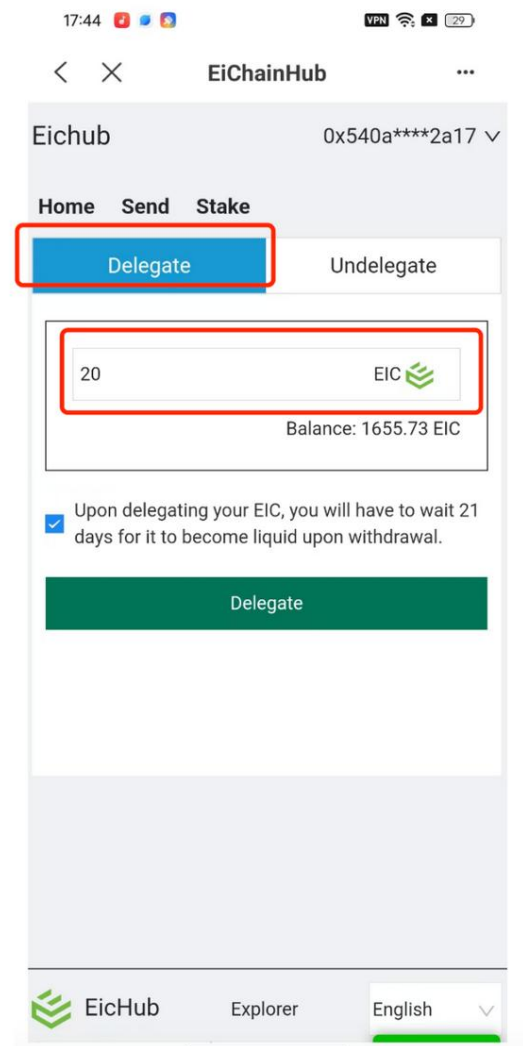 17:44 VPN 29
EiChainHub
Eichub 0x540a****2a17
Home Send Stake
Delegate Undelegate
20 EIC
Balance: 1655.73 EIC
Upon delegating your EIC, you will have to wait 21
days for it to become liquid upon withdrawal.
Delegate
EicHub Explorer English